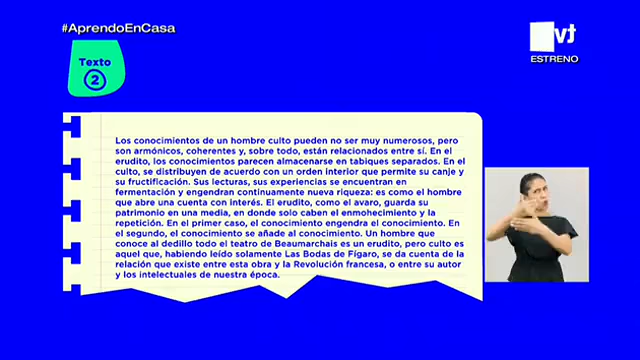 #AprendoEnCasa
vt
ESTRENO
Texto
2
Los conocimientos de un hombre culto pueden no ser muy numerosos, pero
son armónicos, coherentes y, sobre todo, están relacionados entre sí. En el
erudito, los conocimientos parecen almacenarse en tabiques separados. En el
culto, se distribuyen de acuerdo con un orden interior que permite su canje y
su fructificación. Sus lecturas, sus experiencias se encuentran en
fermentación y engendran continuamente nueva riqueza: es como el hombre
que abre una cuenta con interés. El erudito, como el avaro, guarda su
patrimonio en una media, en donde solo caben el enmohecimiento y la
repetición. En el primer caso, el conocimiento engendra el conocimiento. En
el segundo, el conocimiento se añade al conocimiento. Un hombre que
conoce al dedillo todo el teatro de Beaumarchais es un erudito, pero culto es
aquel que, habiendo leído solamente Las Bodas de Fígaro, se da cuenta de la
relación que existe entre esta obra y la Revolución francesa, o entre su autor
y los intelectuales de nuestra época.